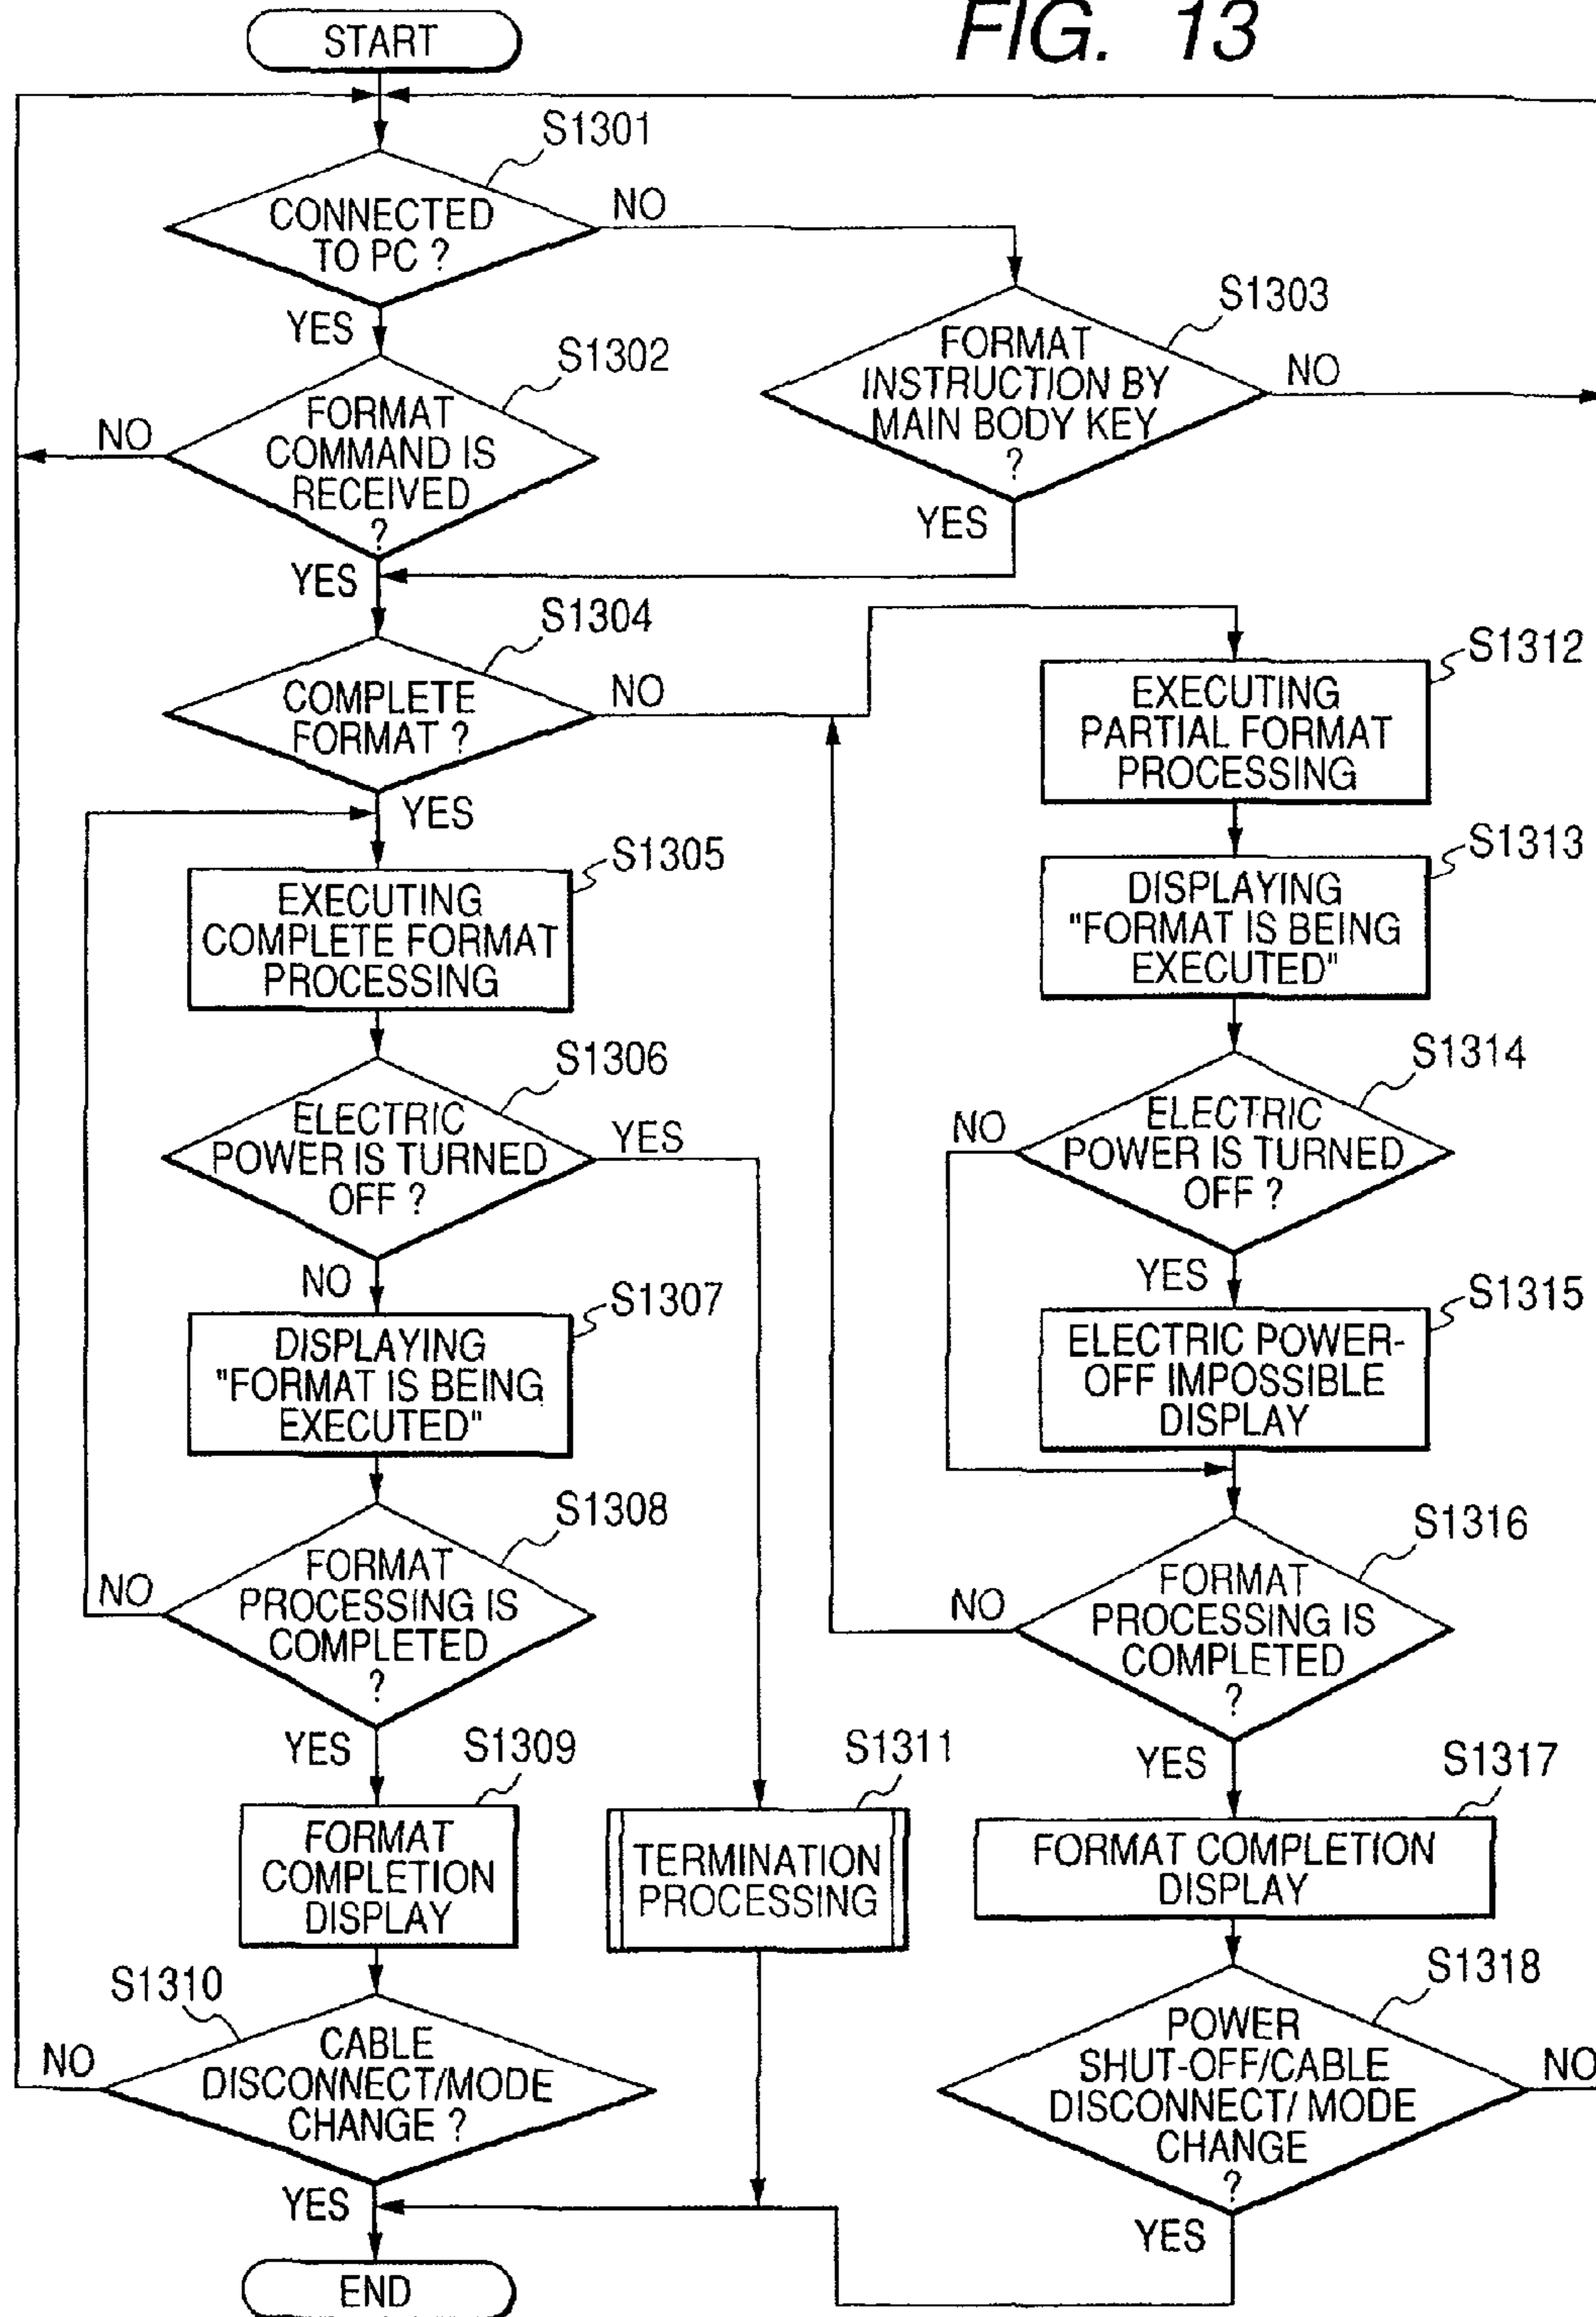 FIG. 13
START
S1301
CONNECTED
TO PC ?
NO
YES
S1302
FORMAT
COMMAND IS
RECEIVED
?
NO
YES
S1303
FORMAT
INSTRUCTION BY
MAIN BODY KEY
?
NO
YES
S1304
COMPLETE
FORMAT ?
NO
YES
S1305
EXECUTING
COMPLETE FORMAT
PROCESSING
S1306
ELECTRIC
POWER IS TURNED
OFF ?
YES
NO
S1307
DISPLAYING
"FORMAT IS BEING
EXECUTED"
S1308
FORMAT
PROCESSING IS
COMPLETED
?
NO
YES
S1309
FORMAT
COMPLETION
DISPLAY
S1310
CABLE
DISCONNECT/MODE
CHANGE ?
NO
YES
END
S1311
TERMINATION
PROCESSING
S1312
EXECUTING
PARTIAL FORMAT
PROCESSING
S1313
DISPLAYING
"FORMAT IS BEING
EXECUTED"
S1314
ELECTRIC
POWER IS TURNED
OFF ?
NO
YES
S1315
ELECTRIC POWER-
OFF IMPOSSIBLE
DISPLAY
S1316
FORMAT
PROCESSING IS
COMPLETED
?
NO
YES
S1317
FORMAT COMPLETION
DISPLAY
S1318
POWER
SHUT-OFF/CABLE
DISCONNECT/ MODE
CHANGE
?
NO
YES